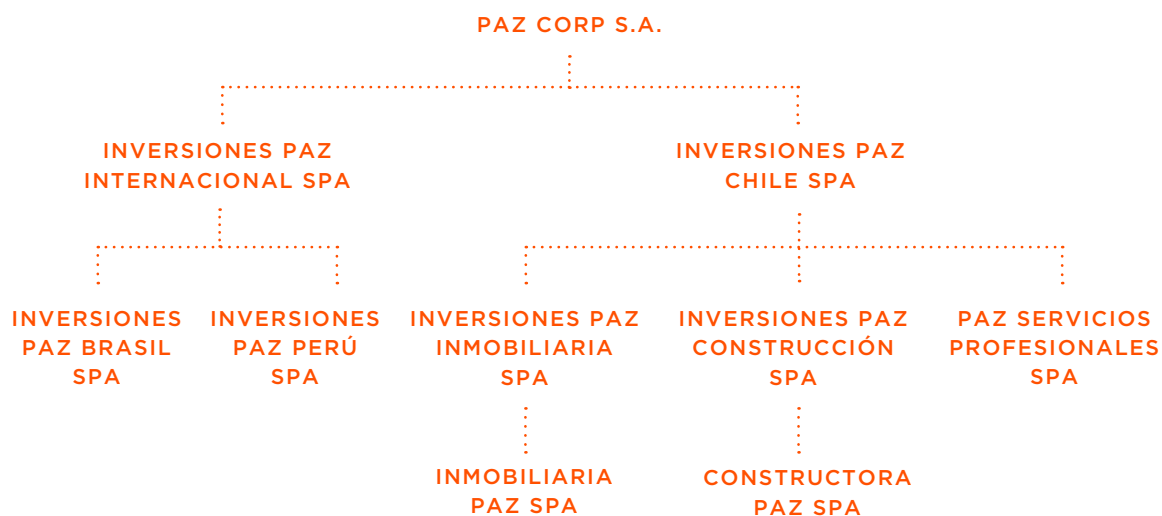 PAZ CORP S.A.
INVERSIONES PAZ
INTERNACIONAL SPA
INVERSIONES PAZ
CHILE SPA
INVERSIONES
PAZ BRASIL
SPA
INVERSIONES
PAZ PERÚ
SPA
INVERSIONES PAZ
INMOBILIARIA
SPA
INVERSIONES PAZ
CONSTRUCCIÓN
SPA
PAZ SERVICIOS
PROFESIONALES
SPA
INMOBILIARIA
PAZ SPA
CONSTRUCTORA
PAZ SPA